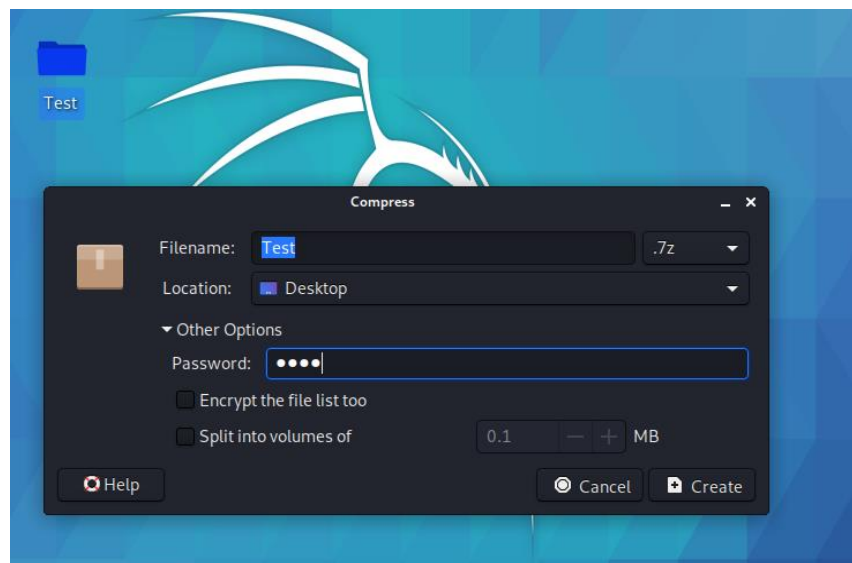 Test
Compress
Filename: Test .7z
Location: Desktop
Other Options
Password: ••••
Encrypt the file list too
Split into volumes of 0.1 MB
Help Cancel Create